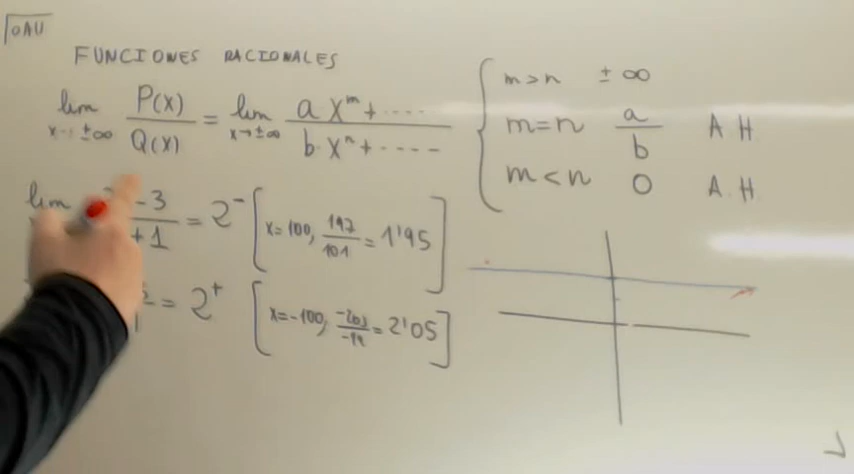 OAU
FUNCIONES RACIONALES
lim x→±∞ P(x)/Q(x) = lim x→±∞ a x^m + ..../b·x^n + ----
m>n ±∞
m=n a/b A H
m<n 0 A.H
lim -3/+1 = 2⁻ [x=100, 197/101 = 1'95]
= 2⁺ [x=-100, -203/-99 = 2'05]